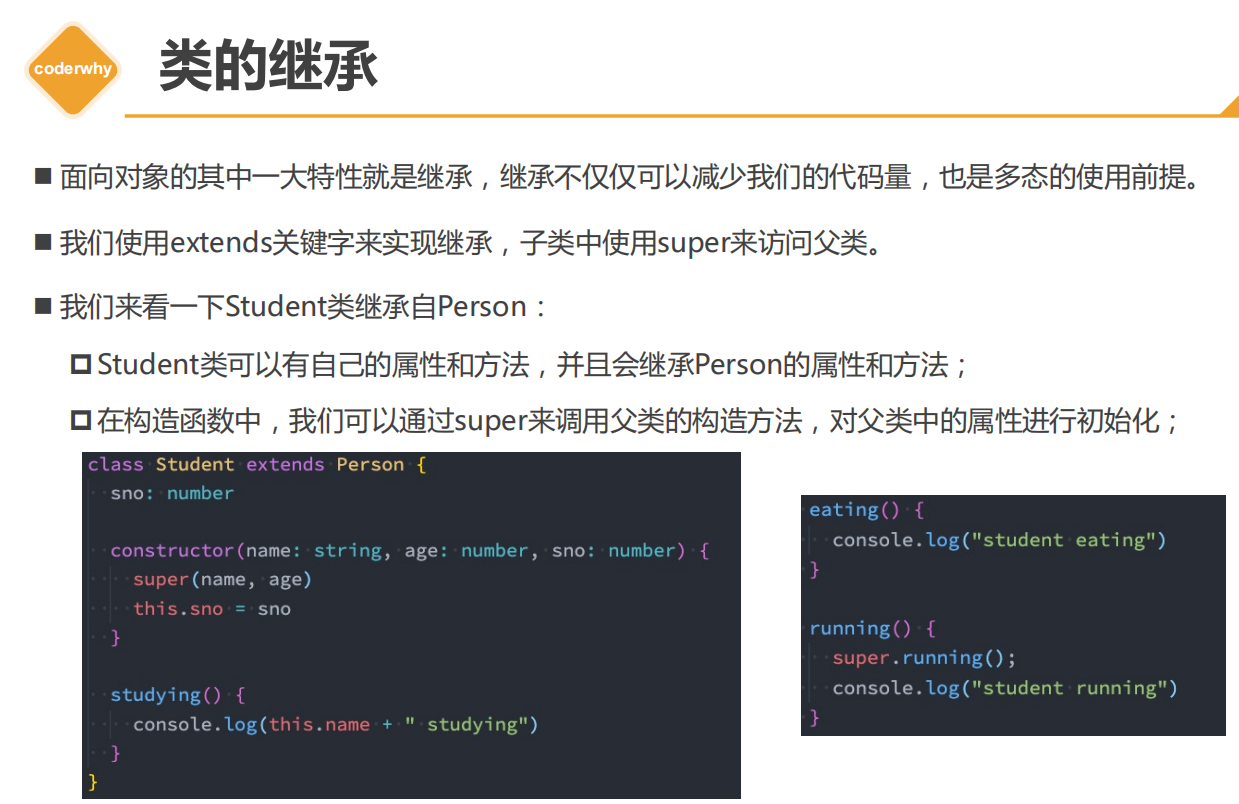 coderwhy
类的继承
面向对象的其中一大特性就是继承，继承不仅仅可以减少我们的代码量，也是多态的使用前提。
我们使用extends关键字来实现继承，子类中使用super来访问父类。
我们来看一下Student类继承自Person：
Student类可以有自己的属性和方法，并且会继承Person的属性和方法；
在构造函数中，我们可以通过super来调用父类的构造方法，对父类中的属性进行初始化；
class Student extends Person {
  sno: number
  constructor(name: string, age: number, sno: number) {
    super(name, age)
    this.sno = sno
  }
  studying() {
    console.log(this.name + " studying")
  }
}
eating() {
  console.log("student eating")
}
running() {
  super.running();
  console.log("student running")
}